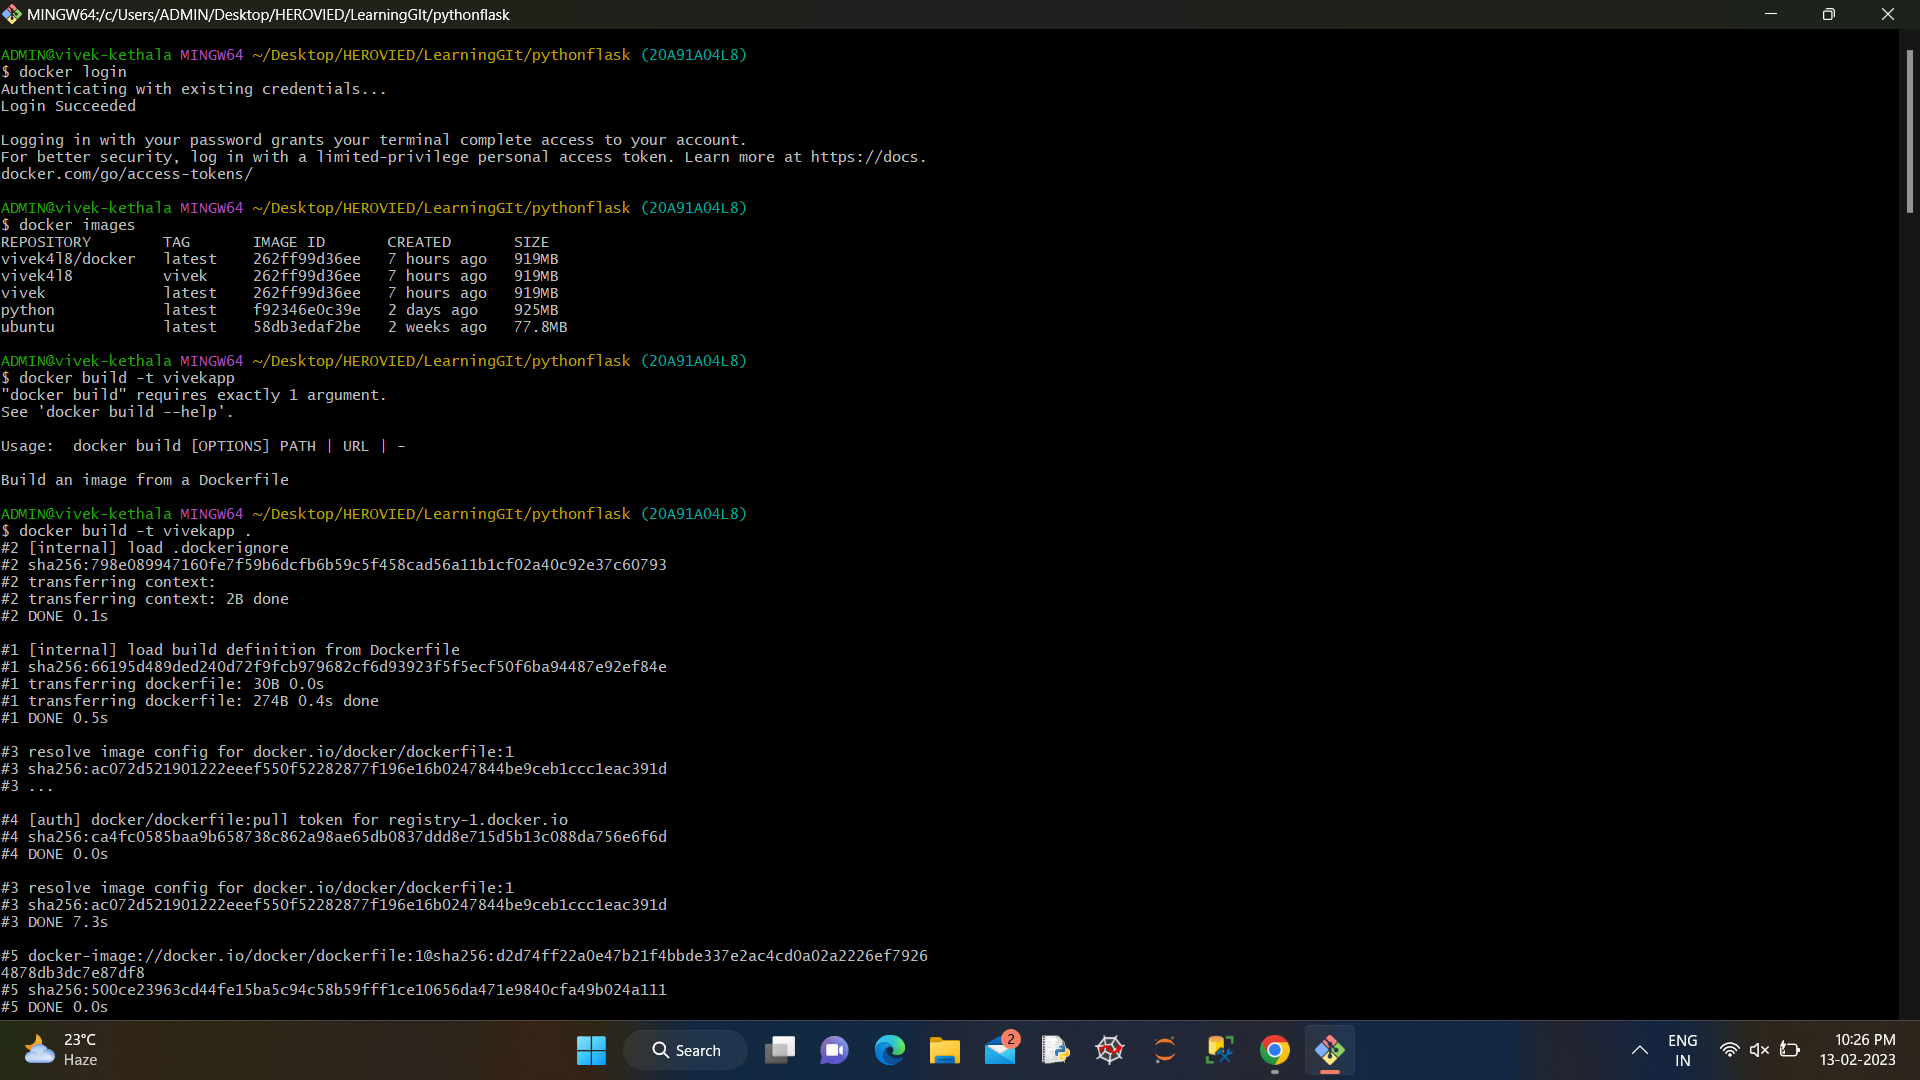 MINGW64:/c/Users/ADMIN/Desktop/HEROVIED/LearningGIt/pythonflask
ADMIN@vivek-kethala MINGW64 ~/Desktop/HEROVIED/LearningGIt/pythonflask (20A91A04L8)
$ docker login
Authenticating with existing credentials...
Login Succeeded
Logging in with your password grants your terminal complete access to your account.
For better security, log in with a limited-privilege personal access token. Learn more at https://docs.
docker.com/go/access-tokens/
ADMIN@vivek-kethala MINGW64 ~/Desktop/HEROVIED/LearningGIt/pythonflask (20A91A04L8)
$ docker images
REPOSITORY TAG IMAGE ID CREATED SIZE
vivek4l8/docker latest 262ff99d36ee 7 hours ago 919MB
vivek4l8 vivek 262ff99d36ee 7 hours ago 919MB
vivek latest 262ff99d36ee 7 hours ago 919MB
python latest f92346e0c39e 2 days ago 925MB
ubuntu latest 58db3edaf2be 2 weeks ago 77.8MB
ADMIN@vivek-kethala MINGW64 ~/Desktop/HEROVIED/LearningGIt/pythonflask (20A91A04L8)
$ docker build -t vivekapp
"docker build" requires exactly 1 argument.
See 'docker build --help'.
Usage:  docker build [OPTIONS] PATH | URL | -
Build an image from a Dockerfile
ADMIN@vivek-kethala MINGW64 ~/Desktop/HEROVIED/LearningGIt/pythonflask (20A91A04L8)
$ docker build -t vivekapp .
#2 [internal] load .dockerignore
#2 sha256:798e089947160fe7f59b6dcfb6b59c5f458cad56a11b1cf02a40c92e37c60793
#2 transferring context:
#2 transferring context: 2B done
#2 DONE 0.1s
#1 [internal] load build definition from Dockerfile
#1 sha256:66195d489ded240d72f9fcb979682cf6d93923f5f5ecf50f6ba94487e92ef84e
#1 transferring dockerfile: 30B 0.0s
#1 transferring dockerfile: 274B 0.4s done
#1 DONE 0.5s
#3 resolve image config for docker.io/docker/dockerfile:1
#3 sha256:ac072d521901222eeef550f52282877f196e16b0247844be9ceb1ccc1eac391d
#3 ...
#4 [auth] docker/dockerfile:pull token for registry-1.docker.io
#4 sha256:ca4fc0585baa9b658738c862a98ae65db0837ddd8e715d5b13c088da756e6f6d
#4 DONE 0.0s
#3 resolve image config for docker.io/docker/dockerfile:1
#3 sha256:ac072d521901222eeef550f52282877f196e16b0247844be9ceb1ccc1eac391d
#3 DONE 7.3s
#5 docker-image://docker.io/docker/dockerfile:1@sha256:d2d74ff22a0e47b21f4bbde337e2ac4cd0a02a2226ef7926
4878db3dc7e87df8
#5 sha256:500ce23963cd44fe15ba5c94c58b59fff1ce10656da471e9840cfa49b024a111
#5 DONE 0.0s
23°C
Haze
Search
2
ENG
IN
10:26 PM
13-02-2023